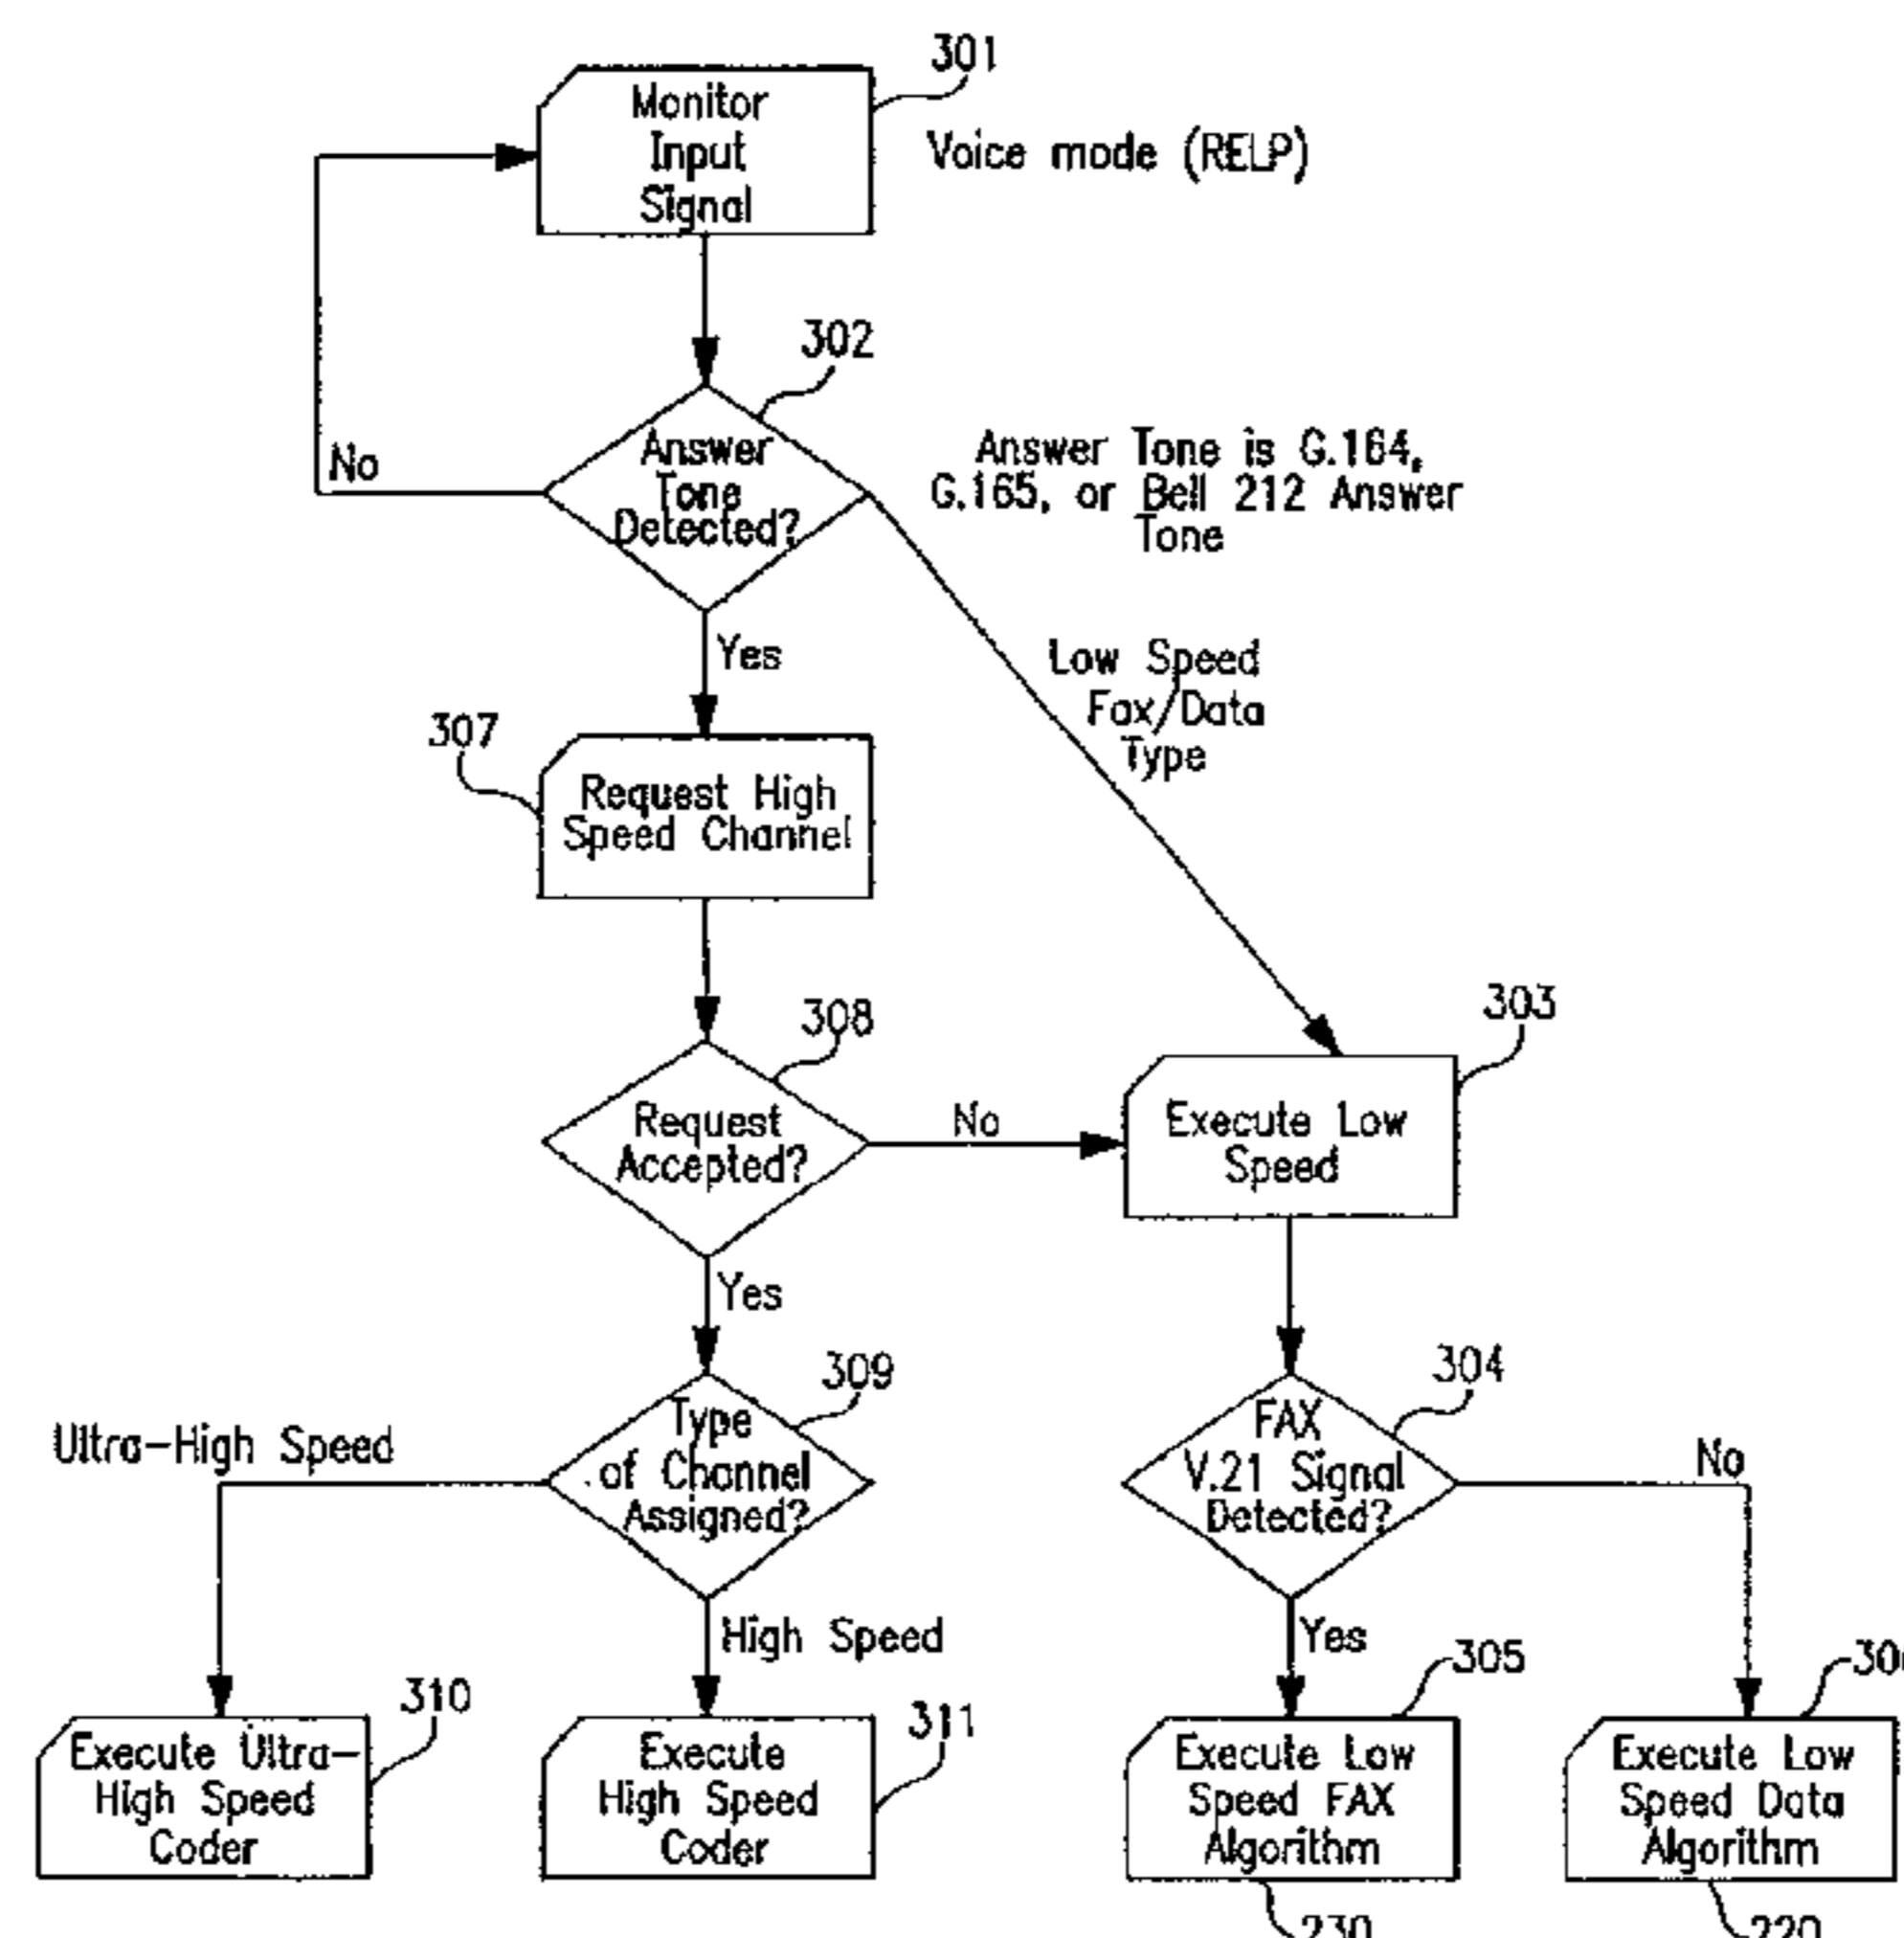 301
Monitor
Input
Signal
Voice mode (RELP)
302
Answer
Tone
Detected?
No
Answer Tone is G.164,
G.165, or Bell 212 Answer
Tone
Yes
Low Speed
Fax/Data
Type
307
Request High
Speed Channel
308
Request
Accepted?
No
303
Execute Low
Speed
Yes
309
Type
of Channel
Assigned?
Ultra-High Speed
High Speed
304
FAX
V.21 Signal
Detected?
No
Yes
310
Execute Ultra-
High Speed
Coder
311
Execute
High Speed
Coder
305
Execute Low
Speed FAX
Algorithm
230
Execute Low
Speed Data
Algorithm
220